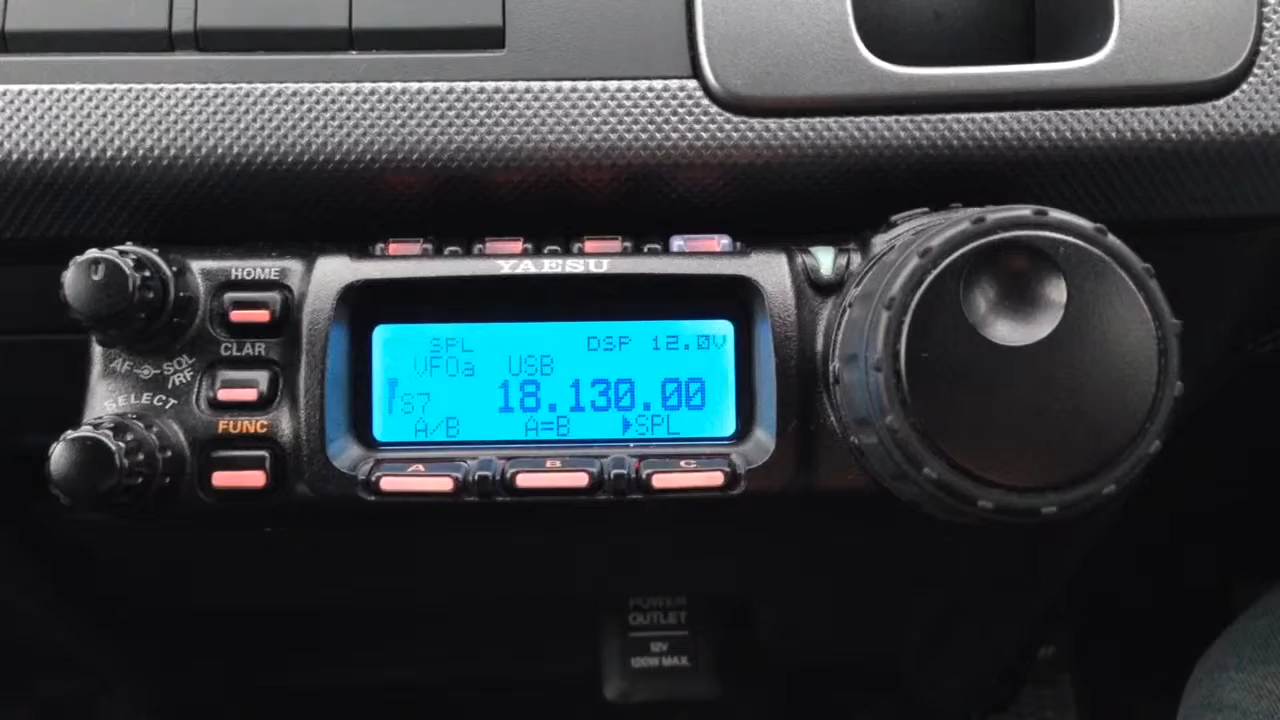 YAESU
HOME
CLAR
AF SQL
/RF
SELECT
FUNC
SPL DSP 12.0V
VFOa USB
S7 18.130.00
A/B A=B ▶SPL
A B C
POWER
OUTLET
12V
120W MAX.